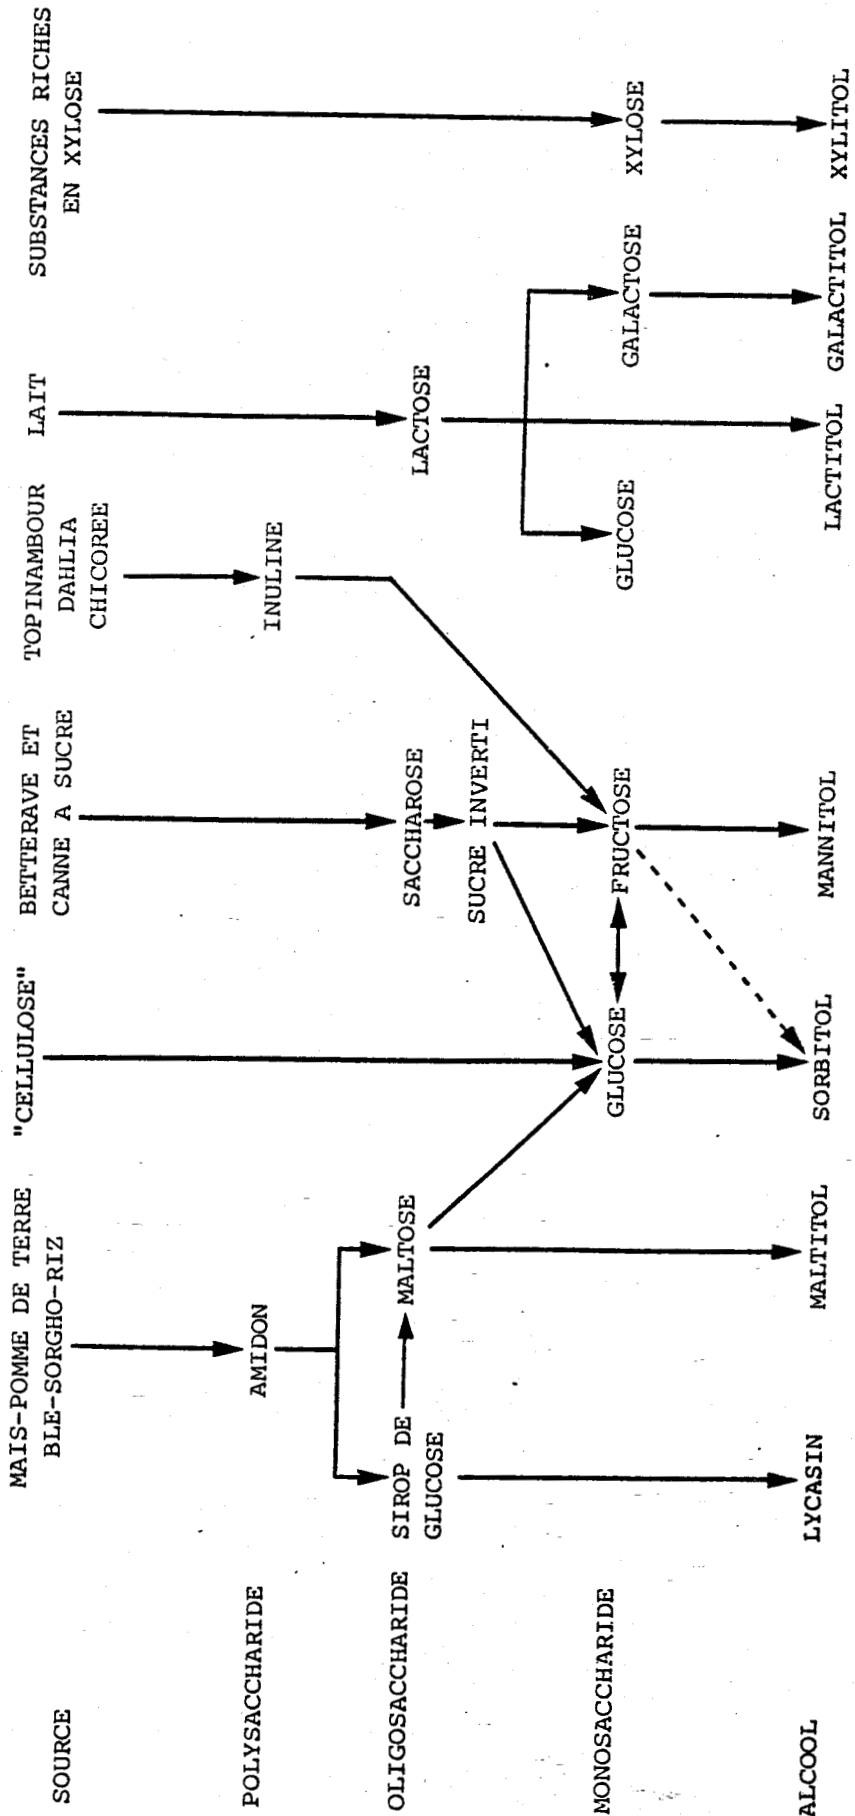 SOURCE
MAIS-POMME DE TERRE
BLE-SORGHO-RIZ
"CELLULOSE"
BETTERAVE ET
CANNE A SUCRE
TOPINAMBOUR
DAHLIA
CHICOREE
LAIT
SUBSTANCES RICHES
EN XYLOSE
POLYSACCHARIDE
AMIDON
INULINE
OLIGOSACCHARIDE
SIROP DE
GLUCOSE
MALTOSE
SACCHAROSE
SUCRE INVERTI
LACTOSE
MONOSACCHARIDE
GLUCOSE
FRUCTOSE
GLUCOSE
GALACTOSE
XYLOSE
ALCOOL
LYCASIN
MALTITOL
SORBITOL
MANNITOL
LACTITOL
GALACTITOL
XYLITOL